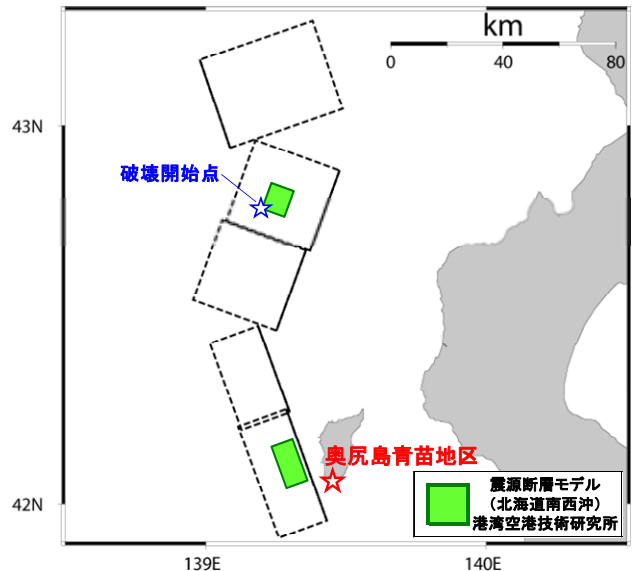 km
0
40
80
43N
破壊開始点
奥尻島青苗地区
震源断層モデル
(北海道南西沖)
港湾空港技術研究所
42N
139E
140E